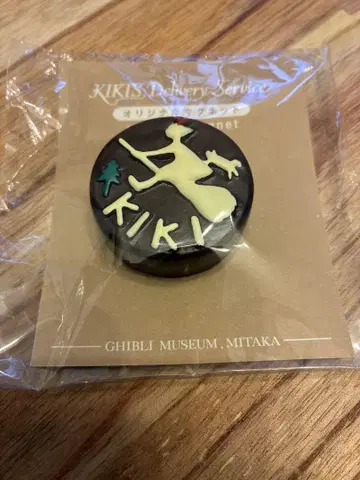 KIKI'S Delivery Service
オリジナルマグネット
KIKI
GHIBLI MUSEUM, MITAKA